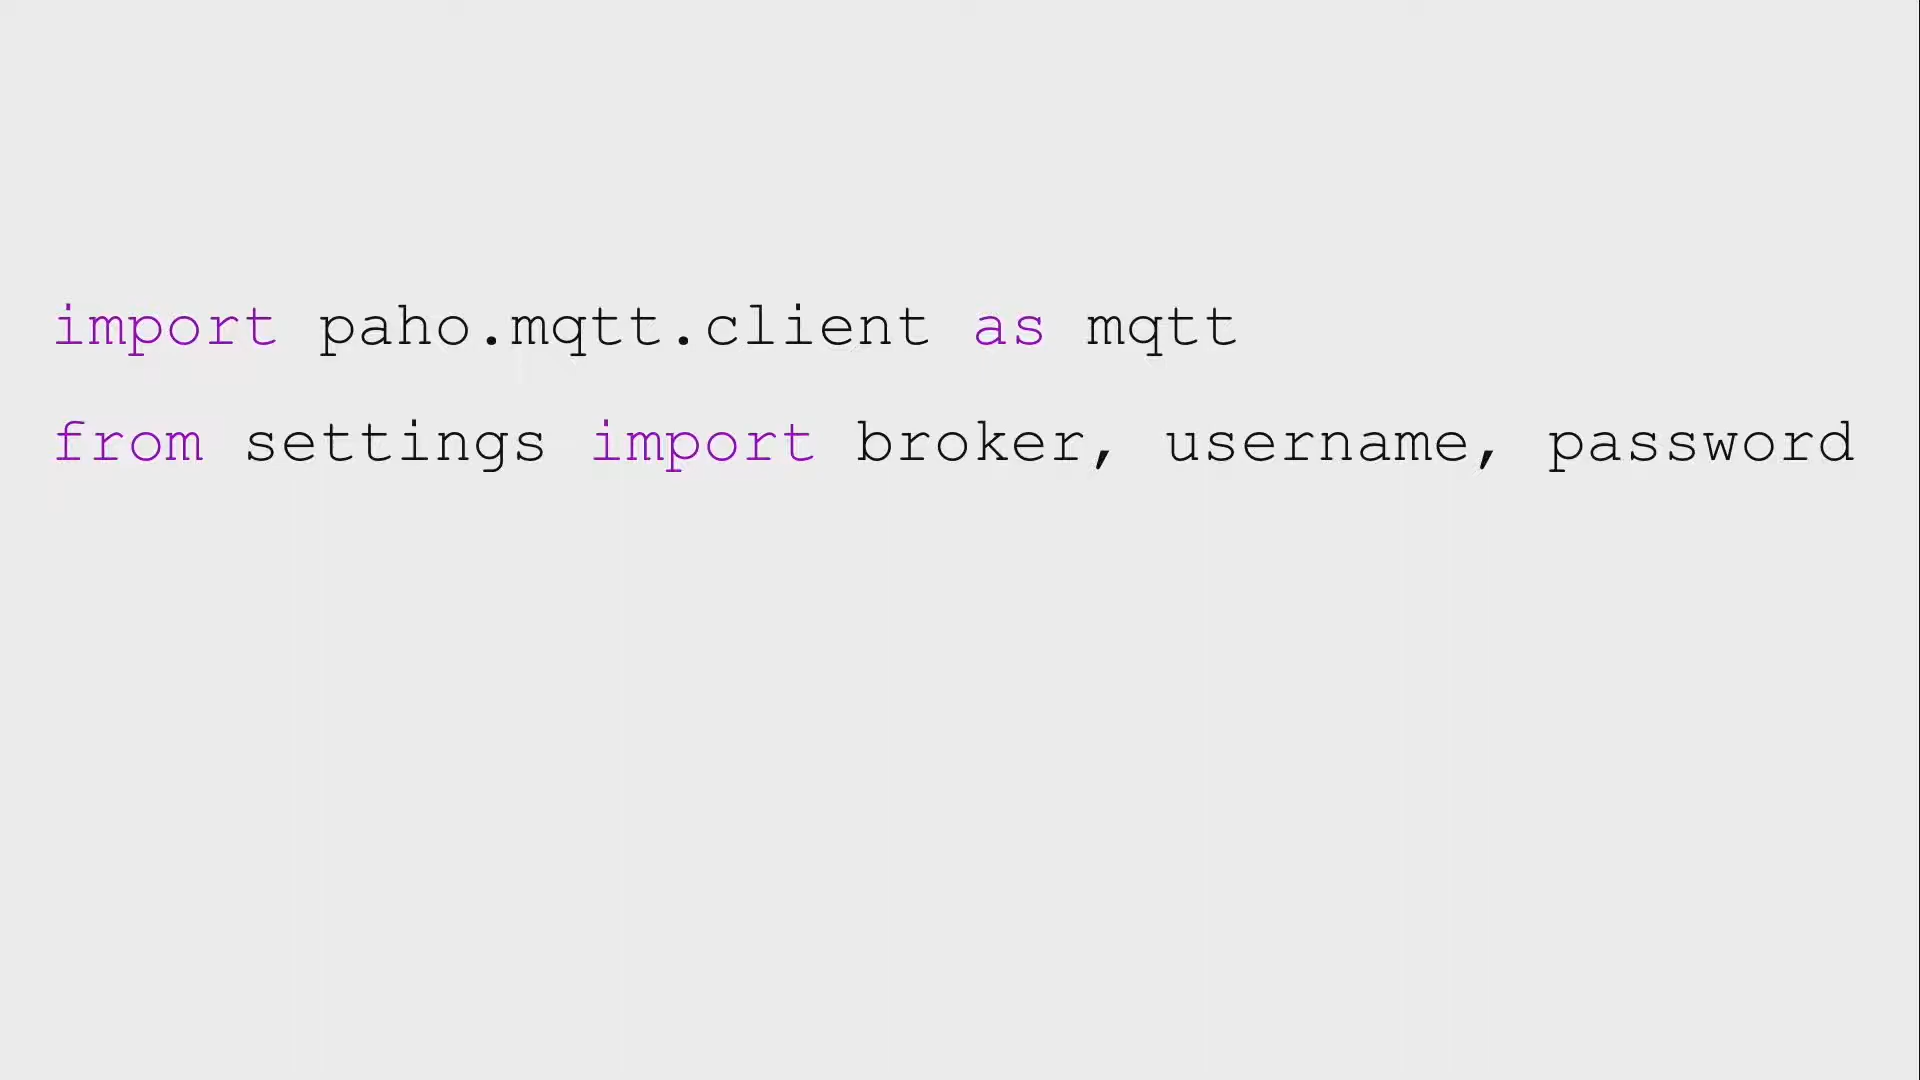 import paho.mqtt.client as mqtt
from settings import broker, username, password